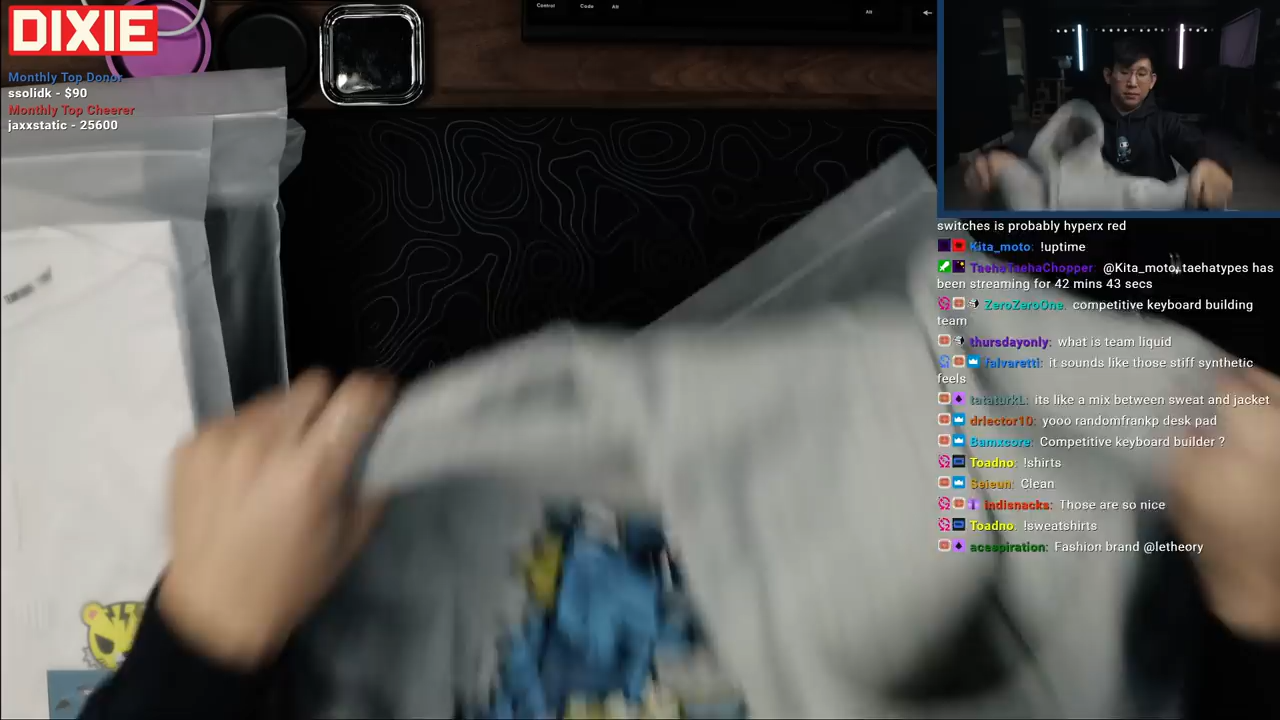 DIXIE
Monthly Top Donor
ssolidk - $90
Monthly Top Cheerer
jaxxstatic - 25600
Control
Code
Alt
Alt
switches is probably hyperx red
Kita_moto: !uptime
TaehaTaehaChopper: @Kita_moto, taehatypes has
been streaming for 42 mins 43 secs
ZeroZeroOne: competitive keyboard building
team
thursdayonly: what is team liquid
falvaretti: it sounds like those stiff synthetic
feels
tataturkL: its like a mix between sweat and jacket
drlector10: yooo randomfrankp desk pad
Bamxcore: Competitive keyboard builder ?
Toadno: !shirts
Seieun: Clean
indisnacks: Those are so nice
Toadno: !sweatshirts
acespiration: Fashion brand @letheory